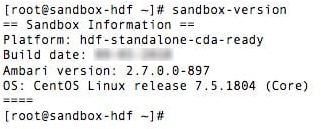 [root@sandbox-hdf ~]# sandbox-version
== Sandbox Information ==
Platform: hdf-standalone-cda-ready
Build date:
Ambari version: 2.7.0.0-897
OS: CentOS Linux release 7.5.1804 (Core)
====
[root@sandbox-hdf ~]#